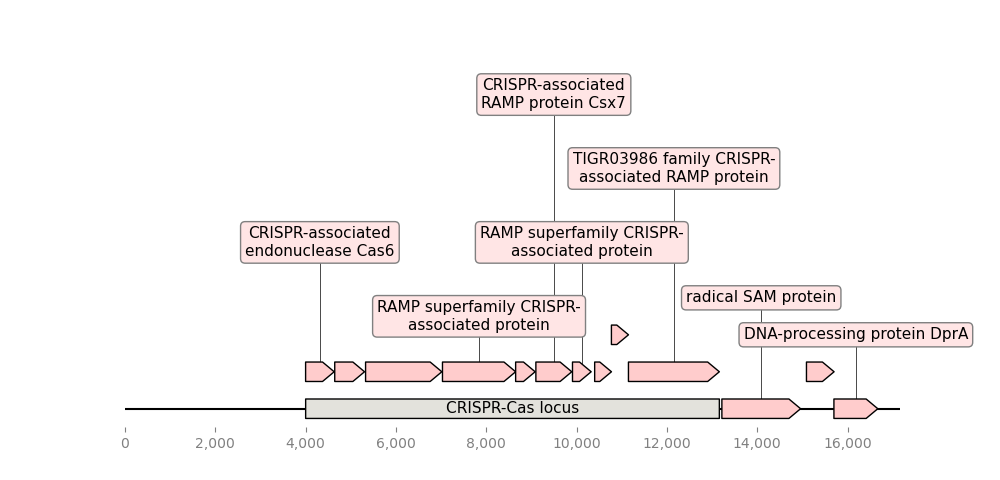 CRISPR-associated
RAMP protein Csx7
TIGR03986 family CRISPR-
associated RAMP protein
CRISPR-associated
endonuclease Cas6
RAMP superfamily CRISPR-
associated protein
radical SAM protein
RAMP superfamily CRISPR-
associated protein
DNA-processing protein DprA
CRISPR-Cas locus
0 2,000 4,000 6,000 8,000 10,000 12,000 14,000 16,000